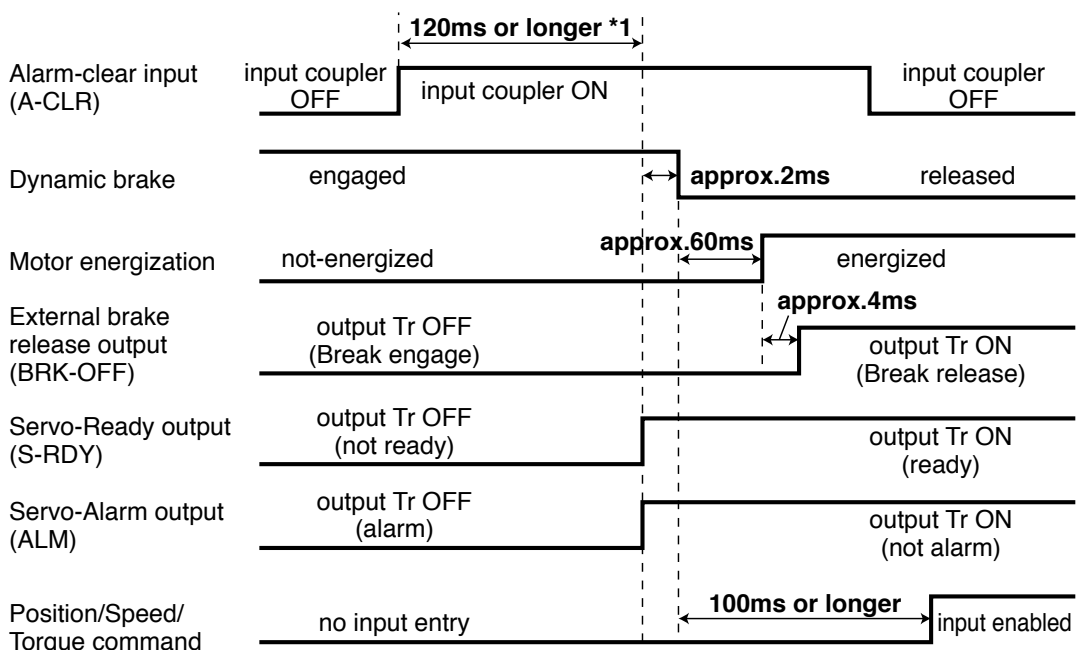 120ms or longer *1
Alarm-clear input
(A-CLR)
input coupler
OFF
input coupler ON
input coupler
OFF
Dynamic brake
engaged
approx.2ms
released
Motor energization
not-energized
approx.60ms
energized
External brake
release output
(BRK-OFF)
output Tr OFF
(Break engage)
approx.4ms
output Tr ON
(Break release)
Servo-Ready output
(S-RDY)
output Tr OFF
(not ready)
output Tr ON
(ready)
Servo-Alarm output
(ALM)
output Tr OFF
(alarm)
output Tr ON
(not alarm)
Position/Speed/
Torque command
no input entry
100ms or longer
input enabled